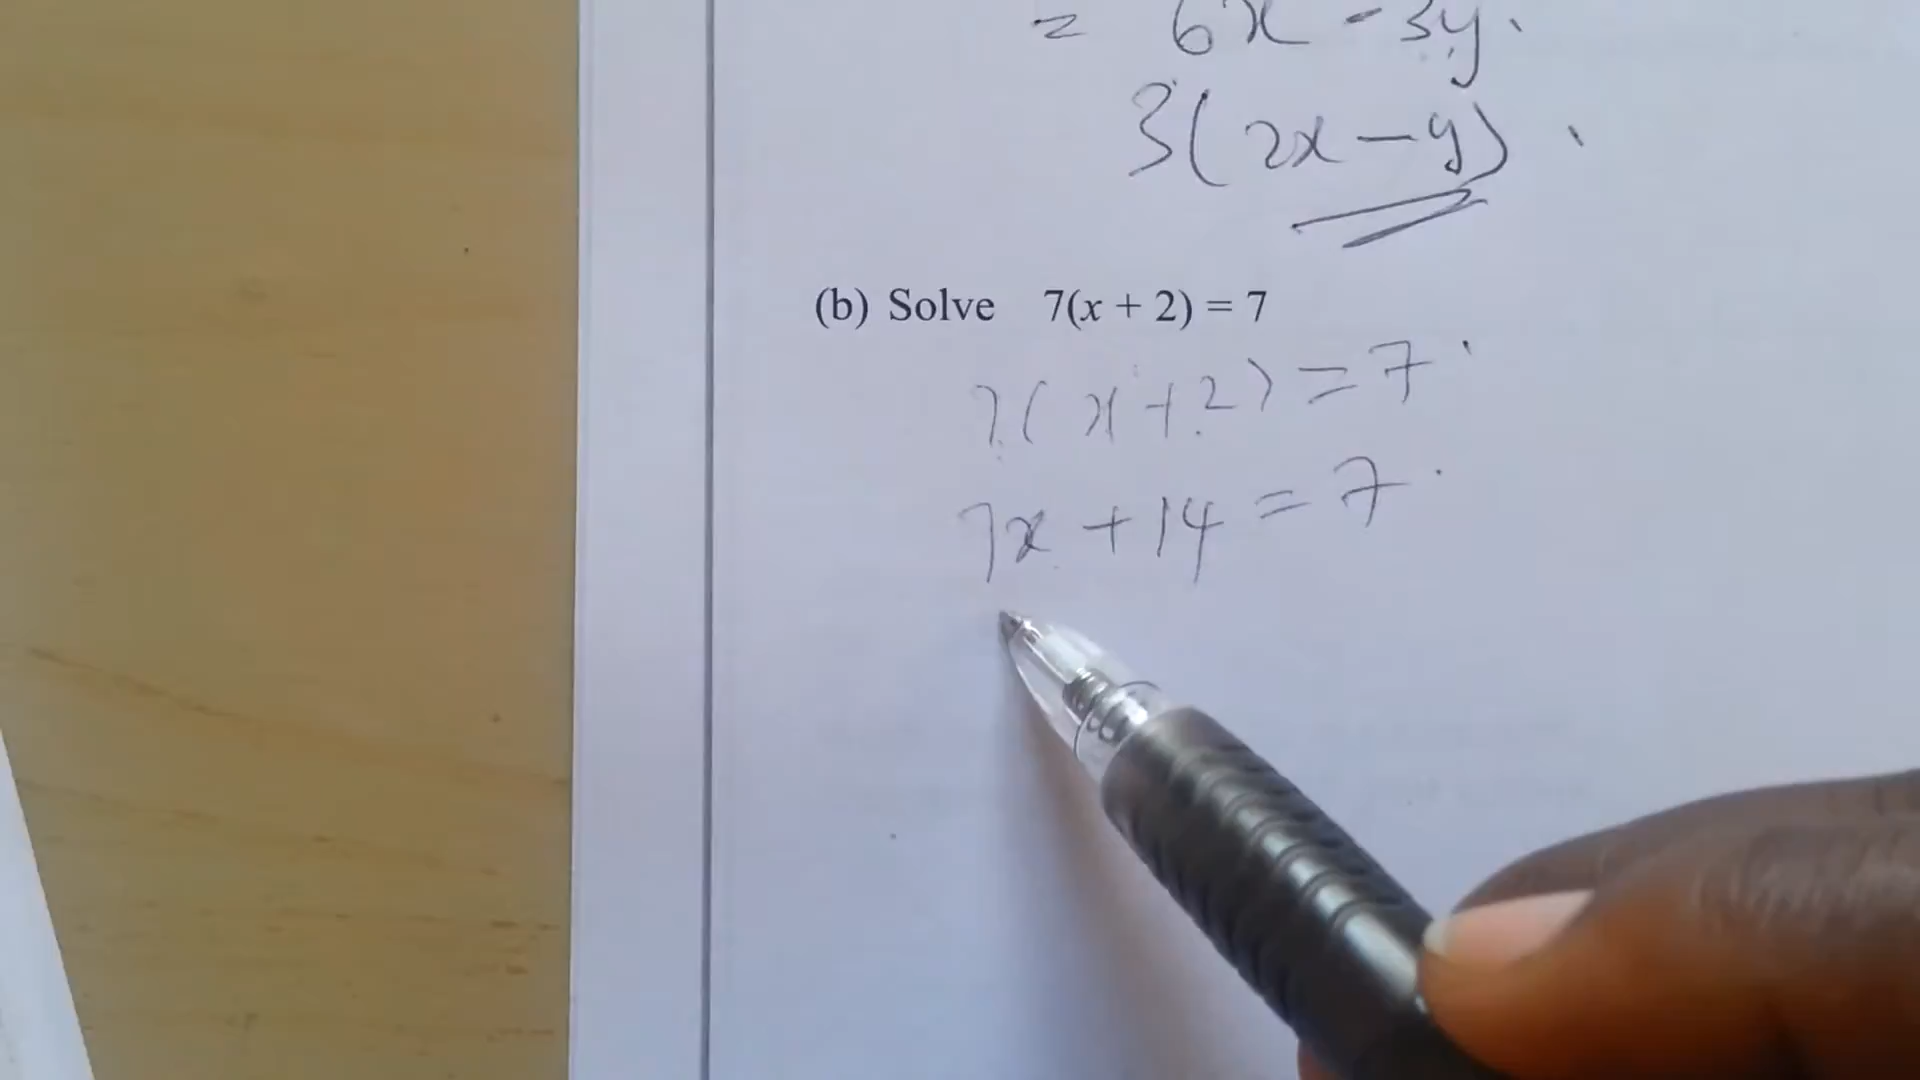 = 6x - 3y.
3(2x - y).
(b) Solve 7(x + 2) = 7
7(x + 2) = 7.
7x + 14 = 7.